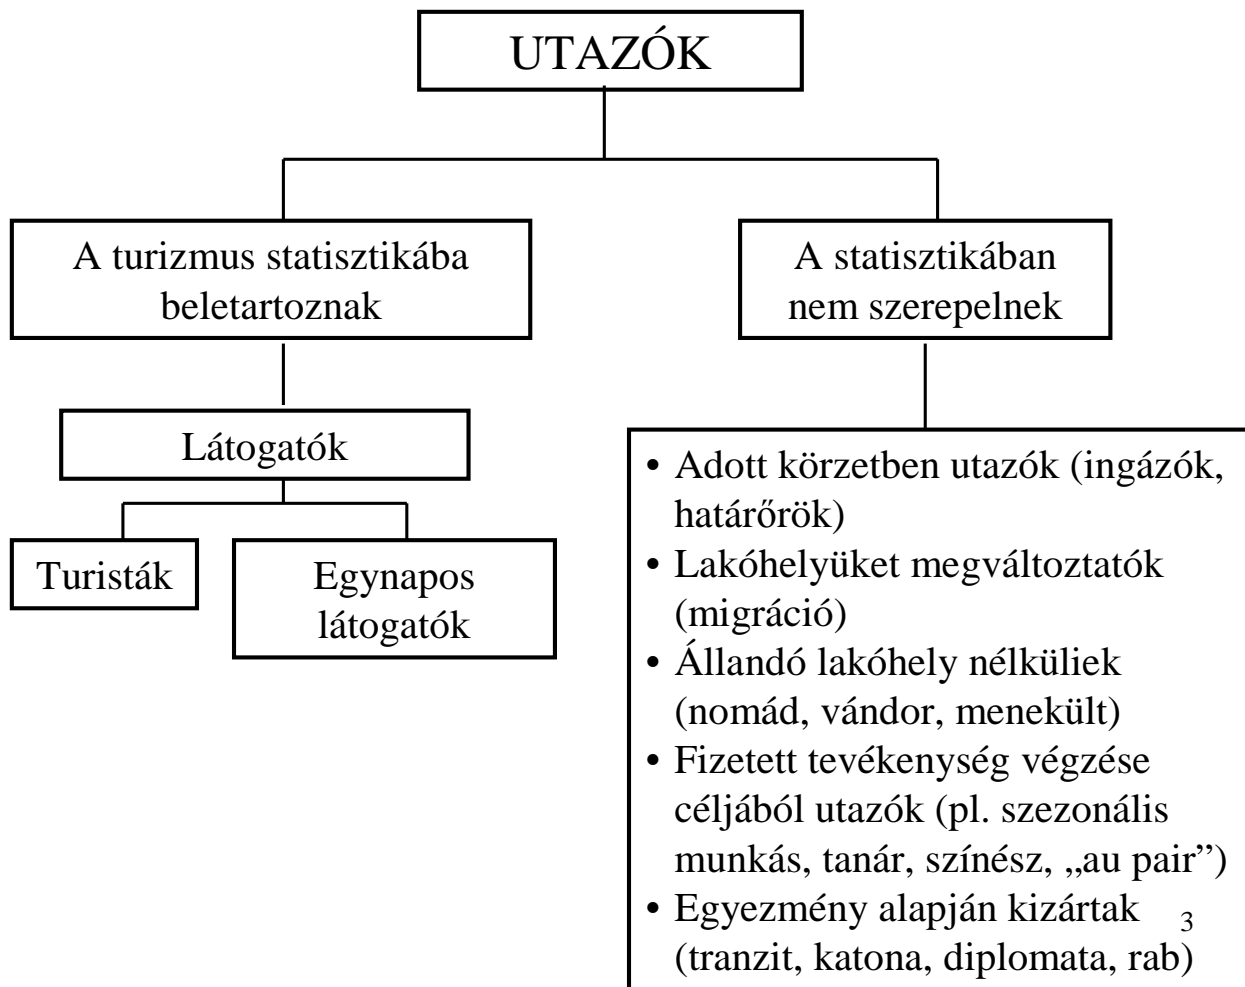 UTAZÓK
A turizmus statisztikába
beletartoznak
Látogatók
Turisták
Egynapos
látogatók
A statisztikában
nem szerepelnek
• Adott körzetben utazók (ingázók,
határőrök)
• Lakóhelyüket megváltoztatók
(migráció)
• Állandó lakóhely nélküliek
(nomád, vándor, menekült)
• Fizetett tevékenység végzése
céljából utazók (pl. szezonális
munkás, tanár, színész, „au pair”)
• Egyezmény alapján kizártak
(tranzit, katona, diplomata, rab)
3